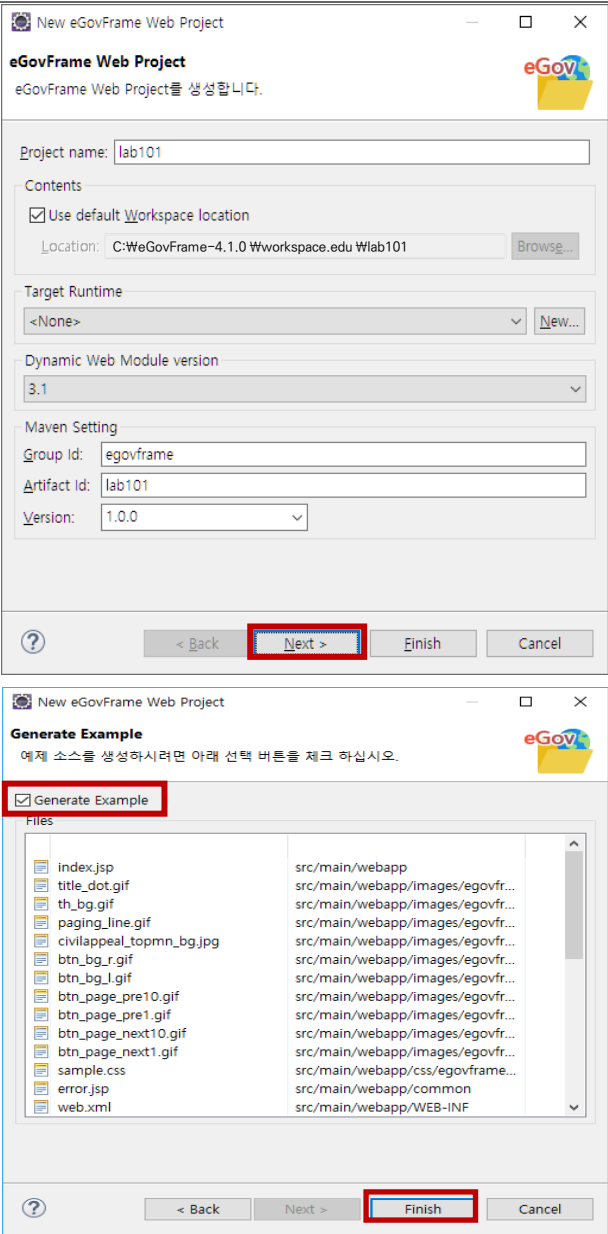 New eGovFrame Web Project
eGovFrame Web Project
eGovFrame Web Project를 생성합니다.
eGov
Project name: lab101
Contents
Use default Workspace location
Location: C:₩eGovFrame-4.1.0 ₩workspace.edu ₩lab101 Browse...
Target Runtime
<None> New...
Dynamic Web Module version
3.1
Maven Setting
Group Id: egovframe
Artifact Id: lab101
Version: 1.0.0
? < Back Next > Finish Cancel
New eGovFrame Web Project
Generate Example
예제 소스를 생성하시려면 아래 선택 버튼을 체크 하십시오.
eGov
Generate Example
Files
index.jsp src/main/webapp
title_dot.gif src/main/webapp/images/egovfr...
th_bg.gif src/main/webapp/images/egovfr...
paging_line.gif src/main/webapp/images/egovfr...
civilappeal_topmn_bg.jpg src/main/webapp/images/egovfr...
btn_bg_r.gif src/main/webapp/images/egovfr...
btn_bg_l.gif src/main/webapp/images/egovfr...
btn_page_pre10.gif src/main/webapp/images/egovfr...
btn_page_pre1.gif src/main/webapp/images/egovfr...
btn_page_next10.gif src/main/webapp/images/egovfr...
btn_page_next1.gif src/main/webapp/images/egovfr...
sample.css src/main/webapp/css/egovframe...
error.jsp src/main/webapp/common
web.xml src/main/webapp/WEB-INF
? < Back Next > Finish Cancel